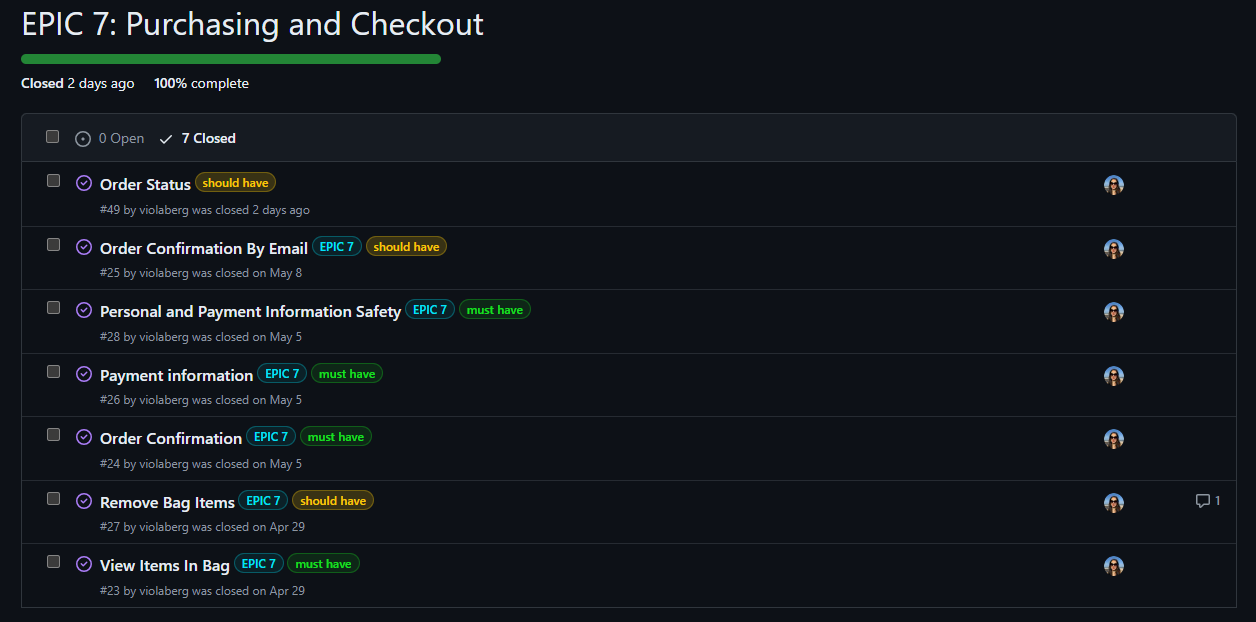 EPIC 7: Purchasing and Checkout
Closed 2 days ago 100% complete
0 Open 7 Closed
Order Status should have
#49 by violaberg was closed 2 days ago
Order Confirmation By Email EPIC 7 should have
#25 by violaberg was closed on May 8
Personal and Payment Information Safety EPIC 7 must have
#28 by violaberg was closed on May 5
Payment information EPIC 7 must have
#26 by violaberg was closed on May 5
Order Confirmation EPIC 7 must have
#24 by violaberg was closed on May 5
Remove Bag Items EPIC 7 should have 1
#27 by violaberg was closed on Apr 29
View Items In Bag EPIC 7 must have
#23 by violaberg was closed on Apr 29